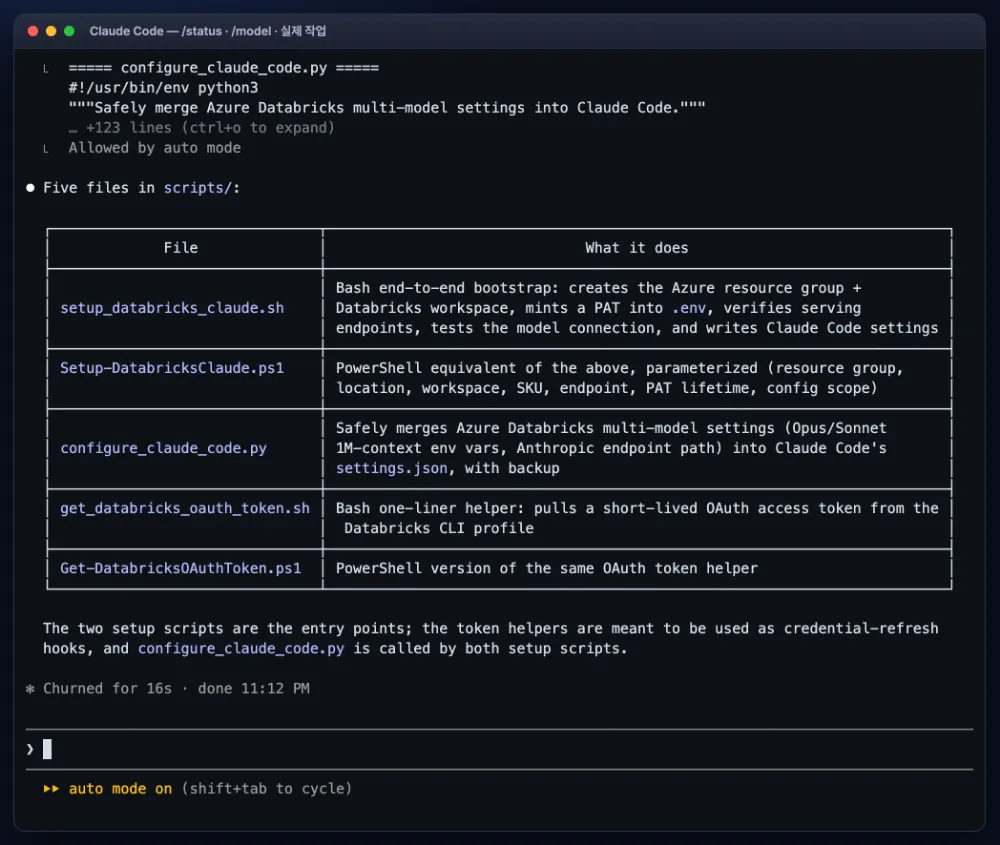 Claude Code — /status · /model · 실제 작업
└ ===== configure_claude_code.py =====
#!/usr/bin/env python3
"""Safely merge Azure Databricks multi-model settings into Claude Code."""
… +123 lines (ctrl+o to expand)
└ Allowed by auto mode
● Five files in scripts/:
File What it does
setup_databricks_claude.sh
Bash end-to-end bootstrap: creates the Azure resource group +
Databricks workspace, mints a PAT into .env, verifies serving
endpoints, tests the model connection, and writes Claude Code settings
Setup-DatabricksClaude.ps1
PowerShell equivalent of the above, parameterized (resource group,
location, workspace, SKU, endpoint, PAT lifetime, config scope)
configure_claude_code.py
Safely merges Azure Databricks multi-model settings (Opus/Sonnet
1M-context env vars, Anthropic endpoint path) into Claude Code's
settings.json, with backup
get_databricks_oauth_token.sh
Bash one-liner helper: pulls a short-lived OAuth access token from the
Databricks CLI profile
Get-DatabricksOAuthToken.ps1
PowerShell version of the same OAuth token helper
The two setup scripts are the entry points; the token helpers are meant to be used as credential-refresh
hooks, and configure_claude_code.py is called by both setup scripts.
✻ Churned for 16s · done 11:12 PM
❯
⏵⏵ auto mode on (shift+tab to cycle)